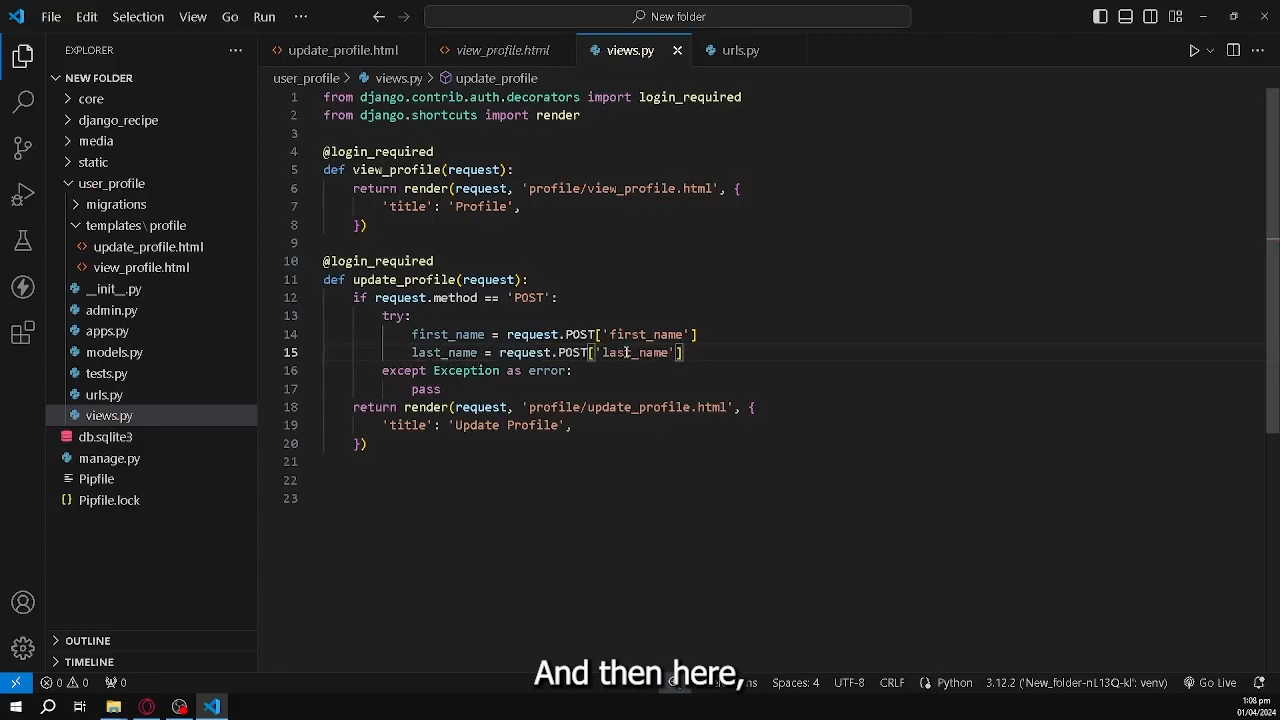 File Edit Selection View Go Run ···
New folder
EXPLORER
update_profile.html
view_profile.html
views.py
urls.py
NEW FOLDER
core
django_recipe
media
static
user_profile
migrations
templates\profile
update_profile.html
view_profile.html
__init__.py
admin.py
apps.py
models.py
tests.py
urls.py
views.py
db.sqlite3
manage.py
Pipfile
Pipfile.lock
OUTLINE
TIMELINE
user_profile > views.py > update_profile
1 from django.contrib.auth.decorators import login_required
2 from django.shortcuts import render
3
4 @login_required
5 def view_profile(request):
6     return render(request, 'profile/view_profile.html', {
7         'title': 'Profile',
8     })
9
10 @login_required
11 def update_profile(request):
12     if request.method == 'POST':
13         try:
14             first_name = request.POST['first_name']
15             last_name = request.POST['last_name']
16         except Exception as error:
17             pass
18     return render(request, 'profile/update_profile.html', {
19         'title': 'Update Profile',
20     })
21
22
23
And then here,
0 0 0
Spaces: 4 UTF-8 CRLF Python 3.12.2 ('New_folder-nL13Q-kl': venv) Go Live
1:08 pm
01/04/2024